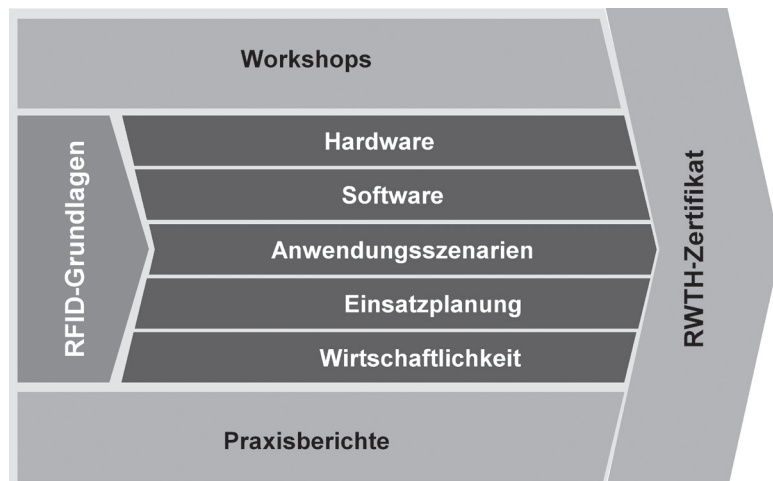 Workshops
RFID-Grundlagen
Hardware
Software
Anwendungsszenarien
Einsatzplanung
Wirtschaftlichkeit
Praxisberichte
RWTH-Zertifikat